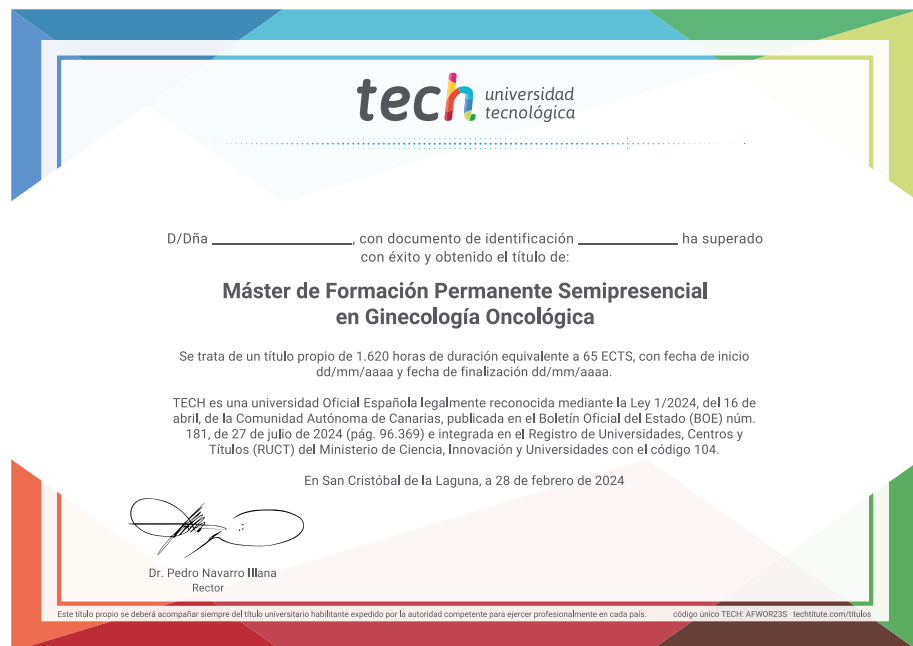 tech universidad
tecnológica
D/Dña ____________________, con documento de identificación ______________ ha superado
con éxito y obtenido el título de:
Máster de Formación Permanente Semipresencial
en Ginecología Oncológica
Se trata de un título propio de 1.620 horas de duración equivalente a 65 ECTS, con fecha de inicio
dd/mm/aaaa y fecha de finalización dd/mm/aaaa.
TECH es una universidad Oficial Española legalmente reconocida mediante la Ley 1/2024, del 16 de
abril, de la Comunidad Autónoma de Canarias, publicada en el Boletín Oficial del Estado (BOE) núm.
181, de 27 de julio de 2024 (pág. 96.369) e integrada en el Registro de Universidades, Centros y
Títulos (RUCT) del Ministerio de Ciencia, Innovación y Universidades con el código 104.
En San Cristóbal de la Laguna, a 28 de febrero de 2024
Dr. Pedro Navarro Illana
Rector
Este título propio se deberá acompañar siempre del título universitario habilitante expedido por la autoridad competente para ejercer profesionalmente en cada país. código único TECH: AFWOR23S techtitute.com/titulos